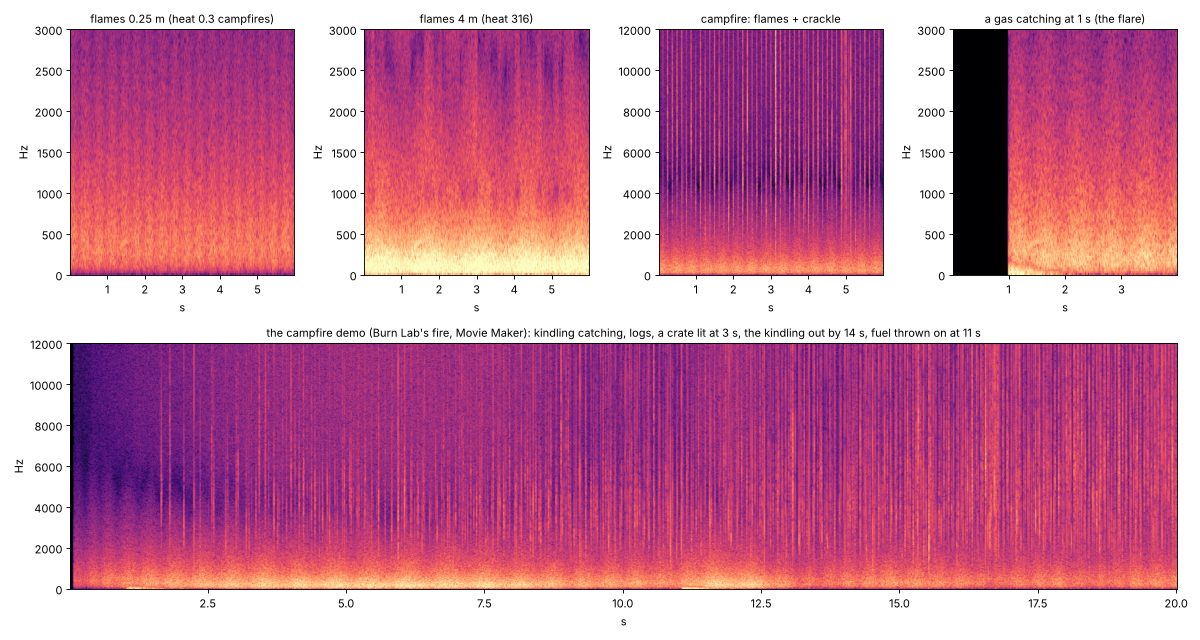 flames 0.25 m (heat 0.3 campfires)
flames 4 m (heat 316)
campfire: flames + crackle
a gas catching at 1 s (the flare)
3000
2500
2000
1500
1000
500
0
Hz
1 2 3 4 5
s
3000
2500
2000
1500
1000
500
0
Hz
1 2 3 4 5
s
12000
10000
8000
6000
4000
2000
0
Hz
1 2 3 4 5
s
3000
2500
2000
1500
1000
500
0
Hz
1 2 3
s
the campfire demo (Burn Lab's fire, Movie Maker): kindling catching, logs, a crate lit at 3 s, the kindling out by 14 s, fuel thrown on at 11 s
12000
10000
8000
6000
4000
2000
0
Hz
2.5 5.0 7.5 10.0 12.5 15.0 17.5 20.0
s